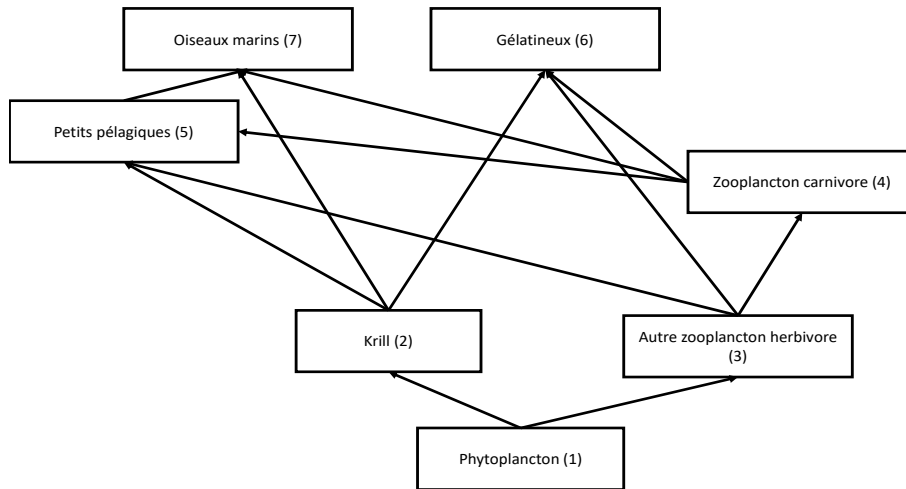 Oiseaux marins (7)
Gélatineux (6)
Petits pélagiques (5)
Zooplancton carnivore (4)
Krill (2)
Autre zooplancton herbivore
(3)
Phytoplancton (1)